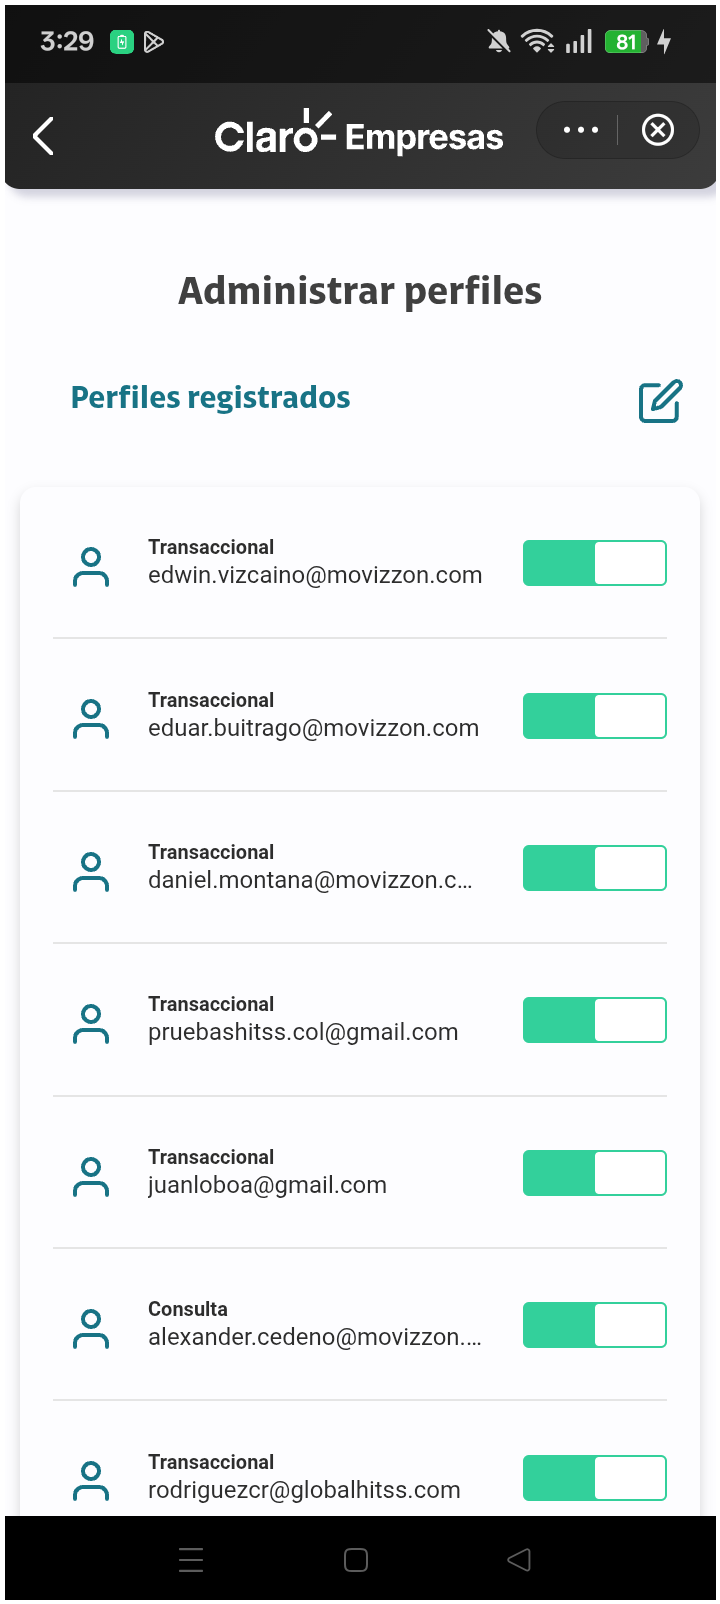 3:29
81
Claro- Empresas
Administrar perfiles
Perfiles registrados
Transaccional
edwin.vizcaino@movizzon.com
Transaccional
eduar.buitrago@movizzon.com
Transaccional
daniel.montana@movizzon.c...
Transaccional
pruebashitss.col@gmail.com
Transaccional
juanloboa@gmail.com
Consulta
alexander.cedeno@movizzon....
Transaccional
rodriguezcr@globalhitss.com